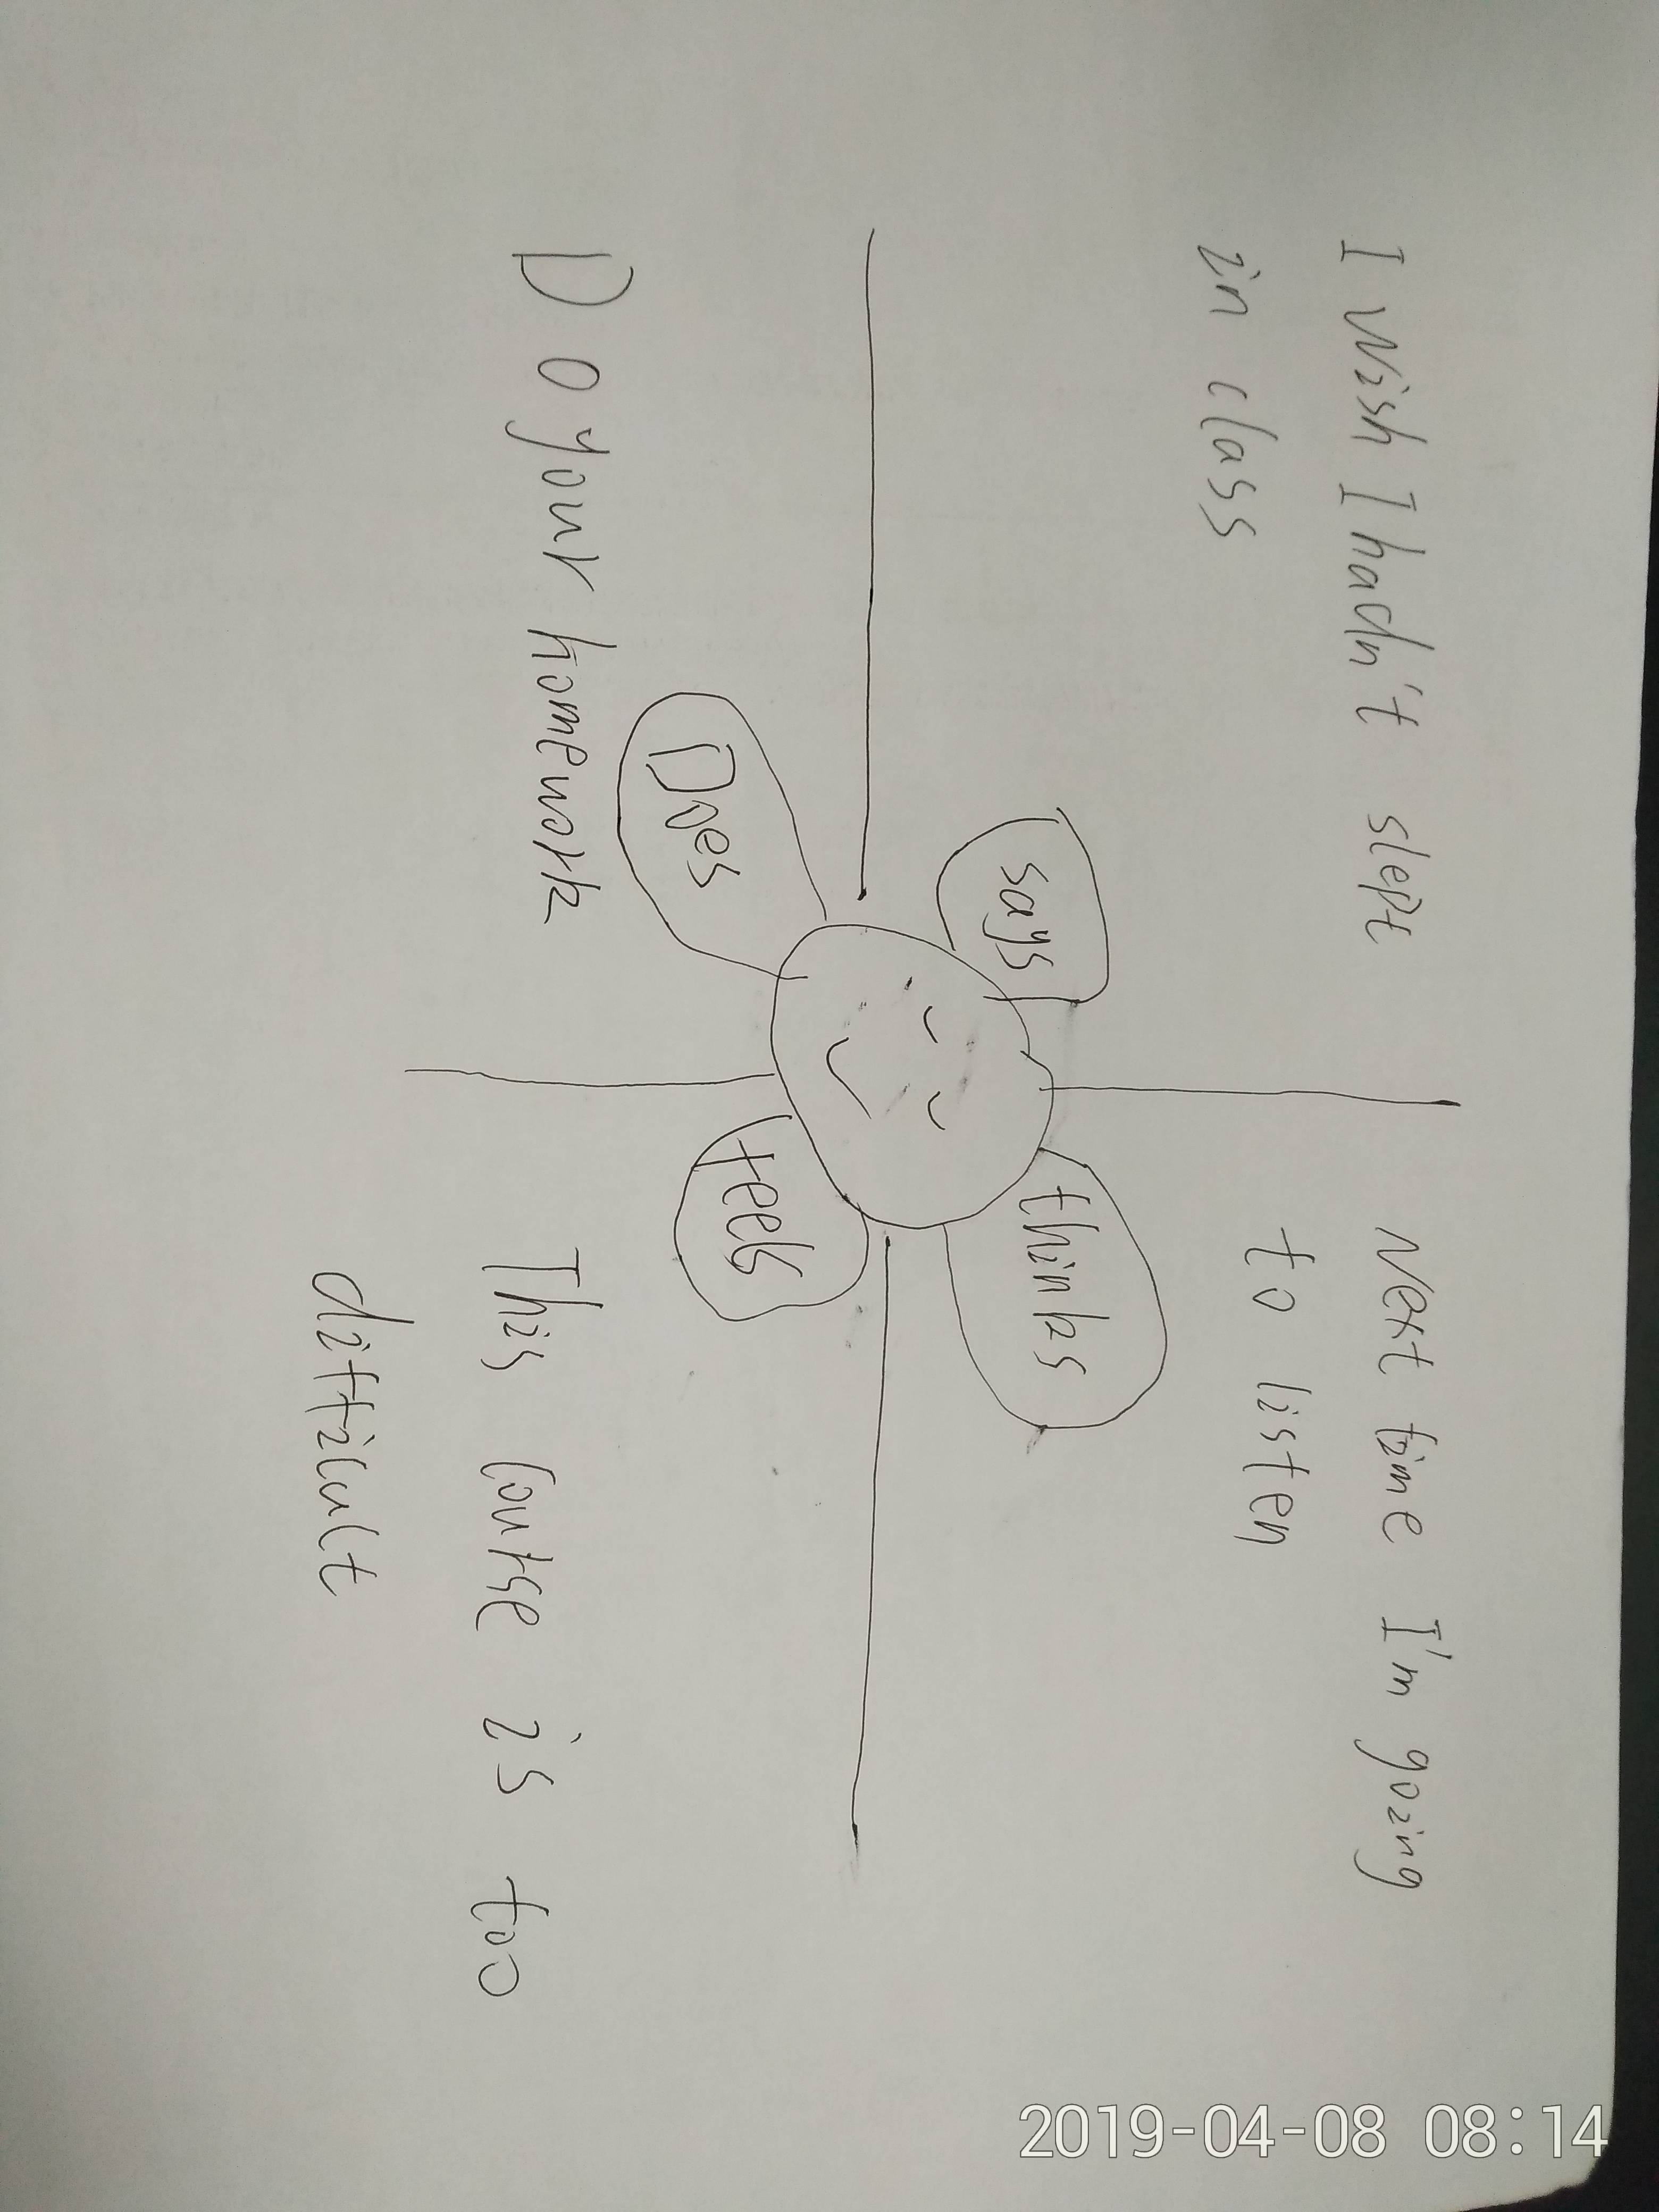 I wish I hadn't slept
in class
says
Next time I'm going
to listen
thinks
Do your homework
Does
feels
This course is too
difficult
2019-04-08 08:14